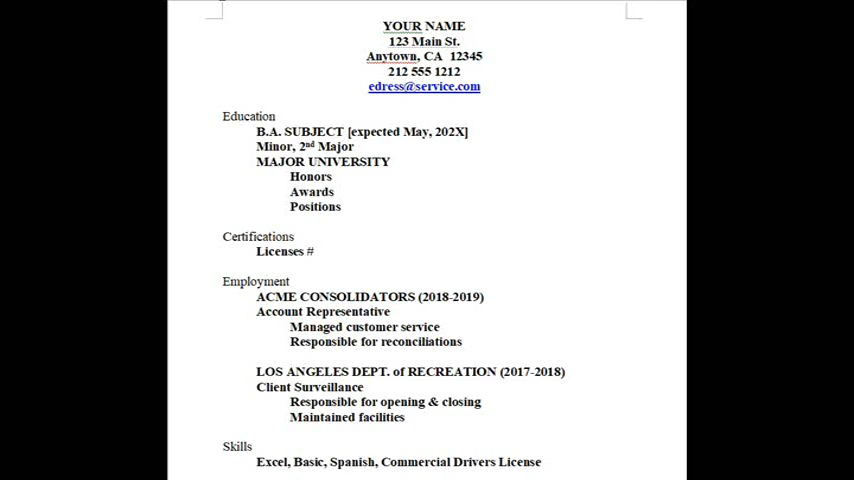 YOUR NAME
123 Main St.
Anytown, CA  12345
212 555 1212
edress@service.com
Education
B.A. SUBJECT [expected May, 202X]
Minor, 2nd Major
MAJOR UNIVERSITY
Honors
Awards
Positions
Certifications
Licenses #
Employment
ACME CONSOLIDATORS (2018-2019)
Account Representative
Managed customer service
Responsible for reconciliations
LOS ANGELES DEPT. of RECREATION (2017-2018)
Client Surveillance
Responsible for opening & closing
Maintained facilities
Skills
Excel, Basic, Spanish, Commercial Drivers License